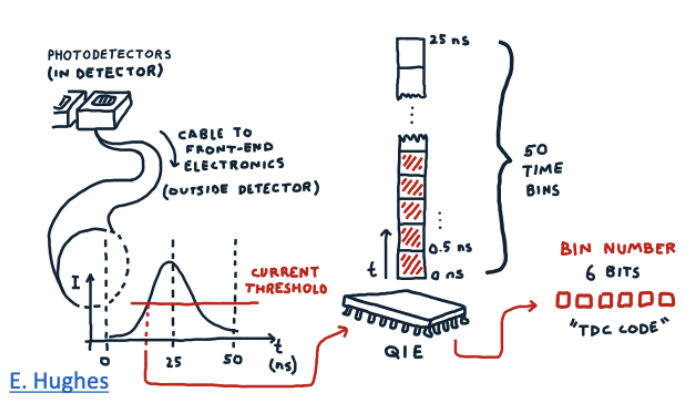 PHOTODETECTORS
(IN DETECTOR)
CABLE TO
FRONT-END
ELECTRONICS
(OUTSIDE DETECTOR)
I
CURRENT
THRESHOLD
0
25
50
t
(ns)
E. Hughes
25 ns
0.5 ns
0 ns
t
50
TIME
BINS
QIE
BIN NUMBER
6 BITS
"TDC CODE"